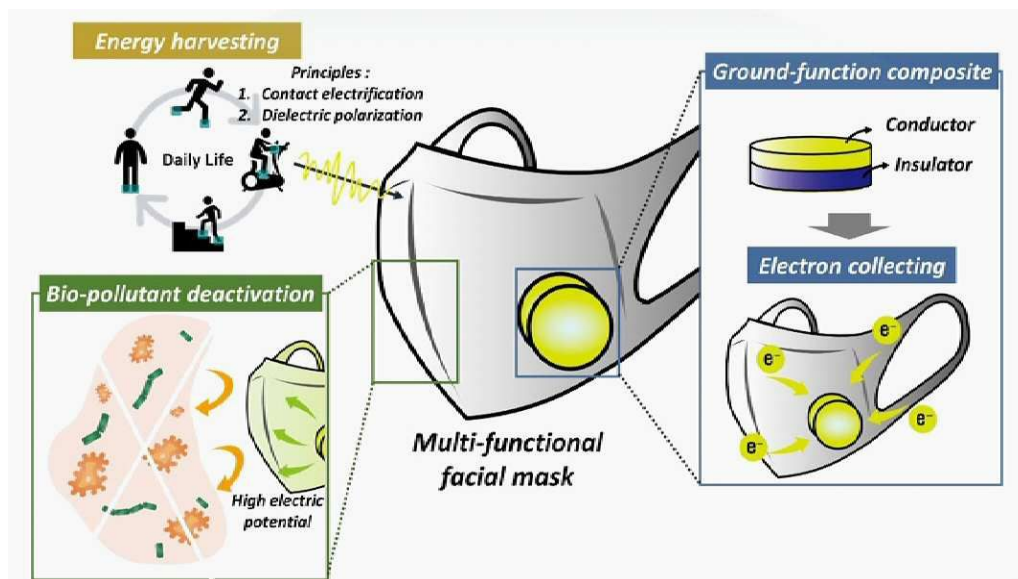 Energy harvesting
Principles :
1. Contact electrification
2. Dielectric polarization
Daily Life
Ground-function composite
Conductor
Insulator
Electron collecting
e⁻
e⁻
e⁻
e⁻
Bio-pollutant deactivation
High electric
potential
Multi-functional
facial mask